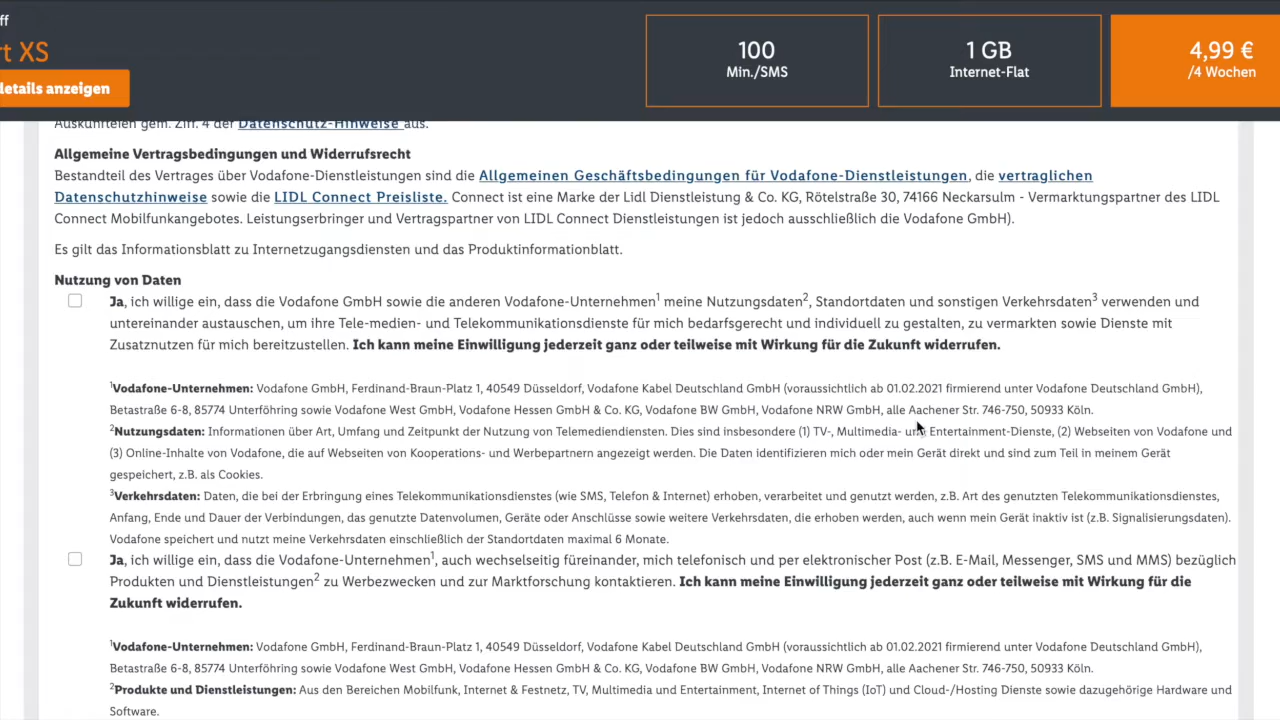 ff
t XS
etails anzeigen
100
Min./SMS
1 GB
Internet-Flat
4,99 €
/4 Wochen
Auskunfteien gem. Ziff. 4 der Datenschutz-Hinweise aus.
Allgemeine Vertragsbedingungen und Widerrufsrecht
Bestandteil des Vertrages über Vodafone-Dienstleistungen sind die Allgemeinen Geschäftsbedingungen für Vodafone-Dienstleistungen, die vertraglichen
Datenschutzhinweise sowie die LIDL Connect Preisliste. Connect ist eine Marke der Lidl Dienstleistung & Co. KG, Rötelstraße 30, 74166 Neckarsulm - Vermarktungspartner des LIDL
Connect Mobilfunkangebotes. Leistungserbringer und Vertragspartner von LIDL Connect Dienstleistungen ist jedoch ausschließlich die Vodafone GmbH).
Es gilt das Informationsblatt zu Internetzugangsdiensten und das Produktinformationblatt.
Nutzung von Daten
Ja, ich willige ein, dass die Vodafone GmbH sowie die anderen Vodafone-Unternehmen¹ meine Nutzungsdaten², Standortdaten und sonstigen Verkehrsdaten³ verwenden und
untereinander austauschen, um ihre Tele-medien- und Telekommunikationsdienste für mich bedarfsgerecht und individuell zu gestalten, zu vermarkten sowie Dienste mit
Zusatznutzen für mich bereitzustellen. Ich kann meine Einwilligung jederzeit ganz oder teilweise mit Wirkung für die Zukunft widerrufen.
¹Vodafone-Unternehmen: Vodafone GmbH, Ferdinand-Braun-Platz 1, 40549 Düsseldorf, Vodafone Kabel Deutschland GmbH (voraussichtlich ab 01.02.2021 firmierend unter Vodafone Deutschland GmbH),
Betastraße 6-8, 85774 Unterföhring sowie Vodafone West GmbH, Vodafone Hessen GmbH & Co. KG, Vodafone BW GmbH, Vodafone NRW GmbH, alle Aachener Str. 746-750, 50933 Köln.
²Nutzungsdaten: Informationen über Art, Umfang und Zeitpunkt der Nutzung von Telemediendiensten. Dies sind insbesondere (1) TV-, Multimedia- und Entertainment-Dienste, (2) Webseiten von Vodafone und
(3) Online-Inhalte von Vodafone, die auf Webseiten von Kooperations- und Werbepartnern angezeigt werden. Die Daten identifizieren mich oder mein Gerät direkt und sind zum Teil in meinem Gerät
gespeichert, z.B. als Cookies.
³Verkehrsdaten: Daten, die bei der Erbringung eines Telekommunikationsdienstes (wie SMS, Telefon & Internet) erhoben, verarbeitet und genutzt werden, z.B. Art des genutzten Telekommunikationsdienstes,
Anfang, Ende und Dauer der Verbindungen, das genutzte Datenvolumen, Geräte oder Anschlüsse sowie weitere Verkehrsdaten, die erhoben werden, auch wenn mein Gerät inaktiv ist (z.B. Signalisierungsdaten).
Vodafone speichert und nutzt meine Verkehrsdaten einschließlich der Standortdaten maximal 6 Monate.
Ja, ich willige ein, dass die Vodafone-Unternehmen¹, auch wechselseitig füreinander, mich telefonisch und per elektronischer Post (z.B. E-Mail, Messenger, SMS und MMS) bezüglich
Produkten und Dienstleistungen² zu Werbezwecken und zur Marktforschung kontaktieren. Ich kann meine Einwilligung jederzeit ganz oder teilweise mit Wirkung für die
Zukunft widerrufen.
¹Vodafone-Unternehmen: Vodafone GmbH, Ferdinand-Braun-Platz 1, 40549 Düsseldorf, Vodafone Kabel Deutschland GmbH (voraussichtlich ab 01.02.2021 firmierend unter Vodafone Deutschland GmbH),
Betastraße 6-8, 85774 Unterföhring sowie Vodafone West GmbH, Vodafone Hessen GmbH & Co. KG, Vodafone BW GmbH, Vodafone NRW GmbH, alle Aachener Str. 746-750, 50933 Köln.
²Produkte und Dienstleistungen: Aus den Bereichen Mobilfunk, Internet & Festnetz, TV, Multimedia und Entertainment, Internet of Things (IoT) und Cloud-/Hosting Dienste sowie dazugehörige Hardware und
Software.